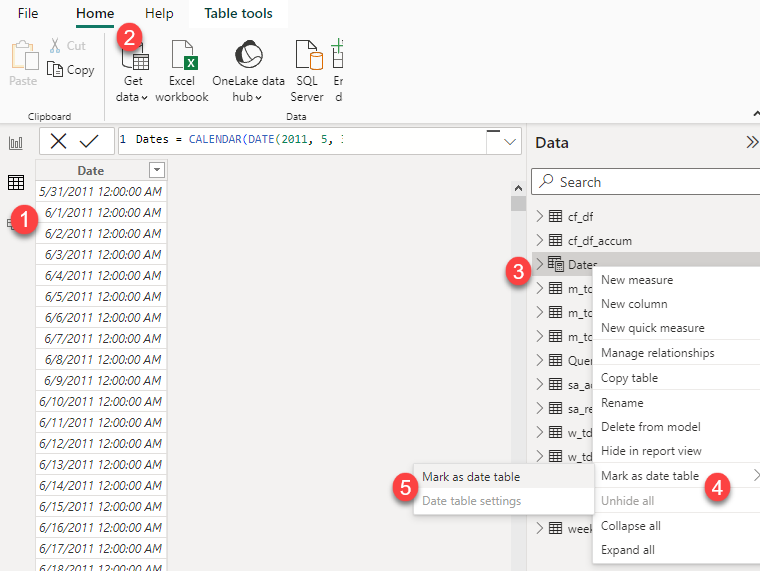 File Home Help Table tools
2
Paste
Cut
Copy
Get data
Excel workbook
OneLake data hub
SQL Server
Er
d
Clipboard
Data
1 Dates = CALENDAR(DATE(2011, 5,
Date
5/31/2011 12:00:00 AM
6/1/2011 12:00:00 AM
6/2/2011 12:00:00 AM
6/3/2011 12:00:00 AM
6/4/2011 12:00:00 AM
6/5/2011 12:00:00 AM
6/6/2011 12:00:00 AM
6/7/2011 12:00:00 AM
6/8/2011 12:00:00 AM
6/9/2011 12:00:00 AM
6/10/2011 12:00:00 AM
6/11/2011 12:00:00 AM
6/12/2011 12:00:00 AM
6/13/2011 12:00:00 AM
6/14/2011 12:00:00 AM
6/15/2011 12:00:00 AM
6/16/2011 12:00:00 AM
6/17/2011 12:00:00 AM
6/18/2011 12:00:00 AM
1
Data
Search
cf_df
cf_df_accum
3
Dates
m_tc
m_tc
m_tc
Quer
sa_a
sa_re
w_td
w_td
week
New measure
New column
New quick measure
Manage relationships
Copy table
Rename
Delete from model
Hide in report view
Mark as date table
4
Unhide all
Collapse all
Expand all
5
Mark as date table
Date table settings